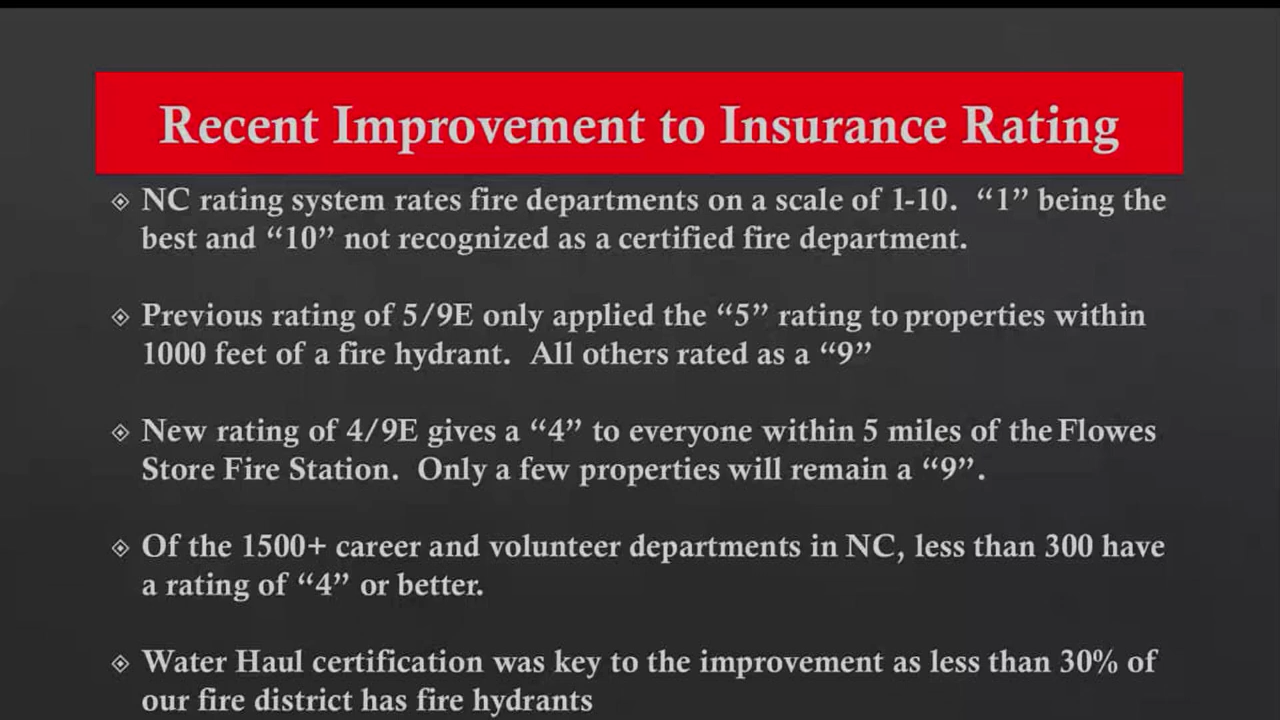 Recent Improvement to Insurance Rating
NC rating system rates fire departments on a scale of 1-10.  “1” being the
best and “10” not recognized as a certified fire department.
Previous rating of 5/9E only applied the “5” rating to properties within
1000 feet of a fire hydrant.  All others rated as a “9”
New rating of 4/9E gives a “4” to everyone within 5 miles of the Flowes
Store Fire Station.  Only a few properties will remain a “9”.
Of the 1500+ career and volunteer departments in NC, less than 300 have
a rating of “4” or better.
Water Haul certification was key to the improvement as less than 30% of
our fire district has fire hydrants